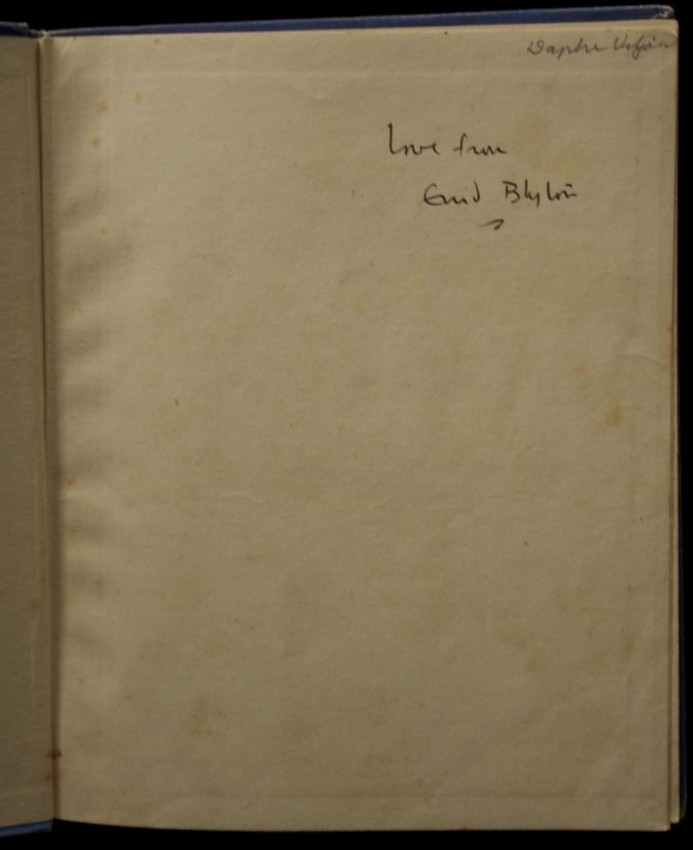 Daphne
Love from
Enid Blyton